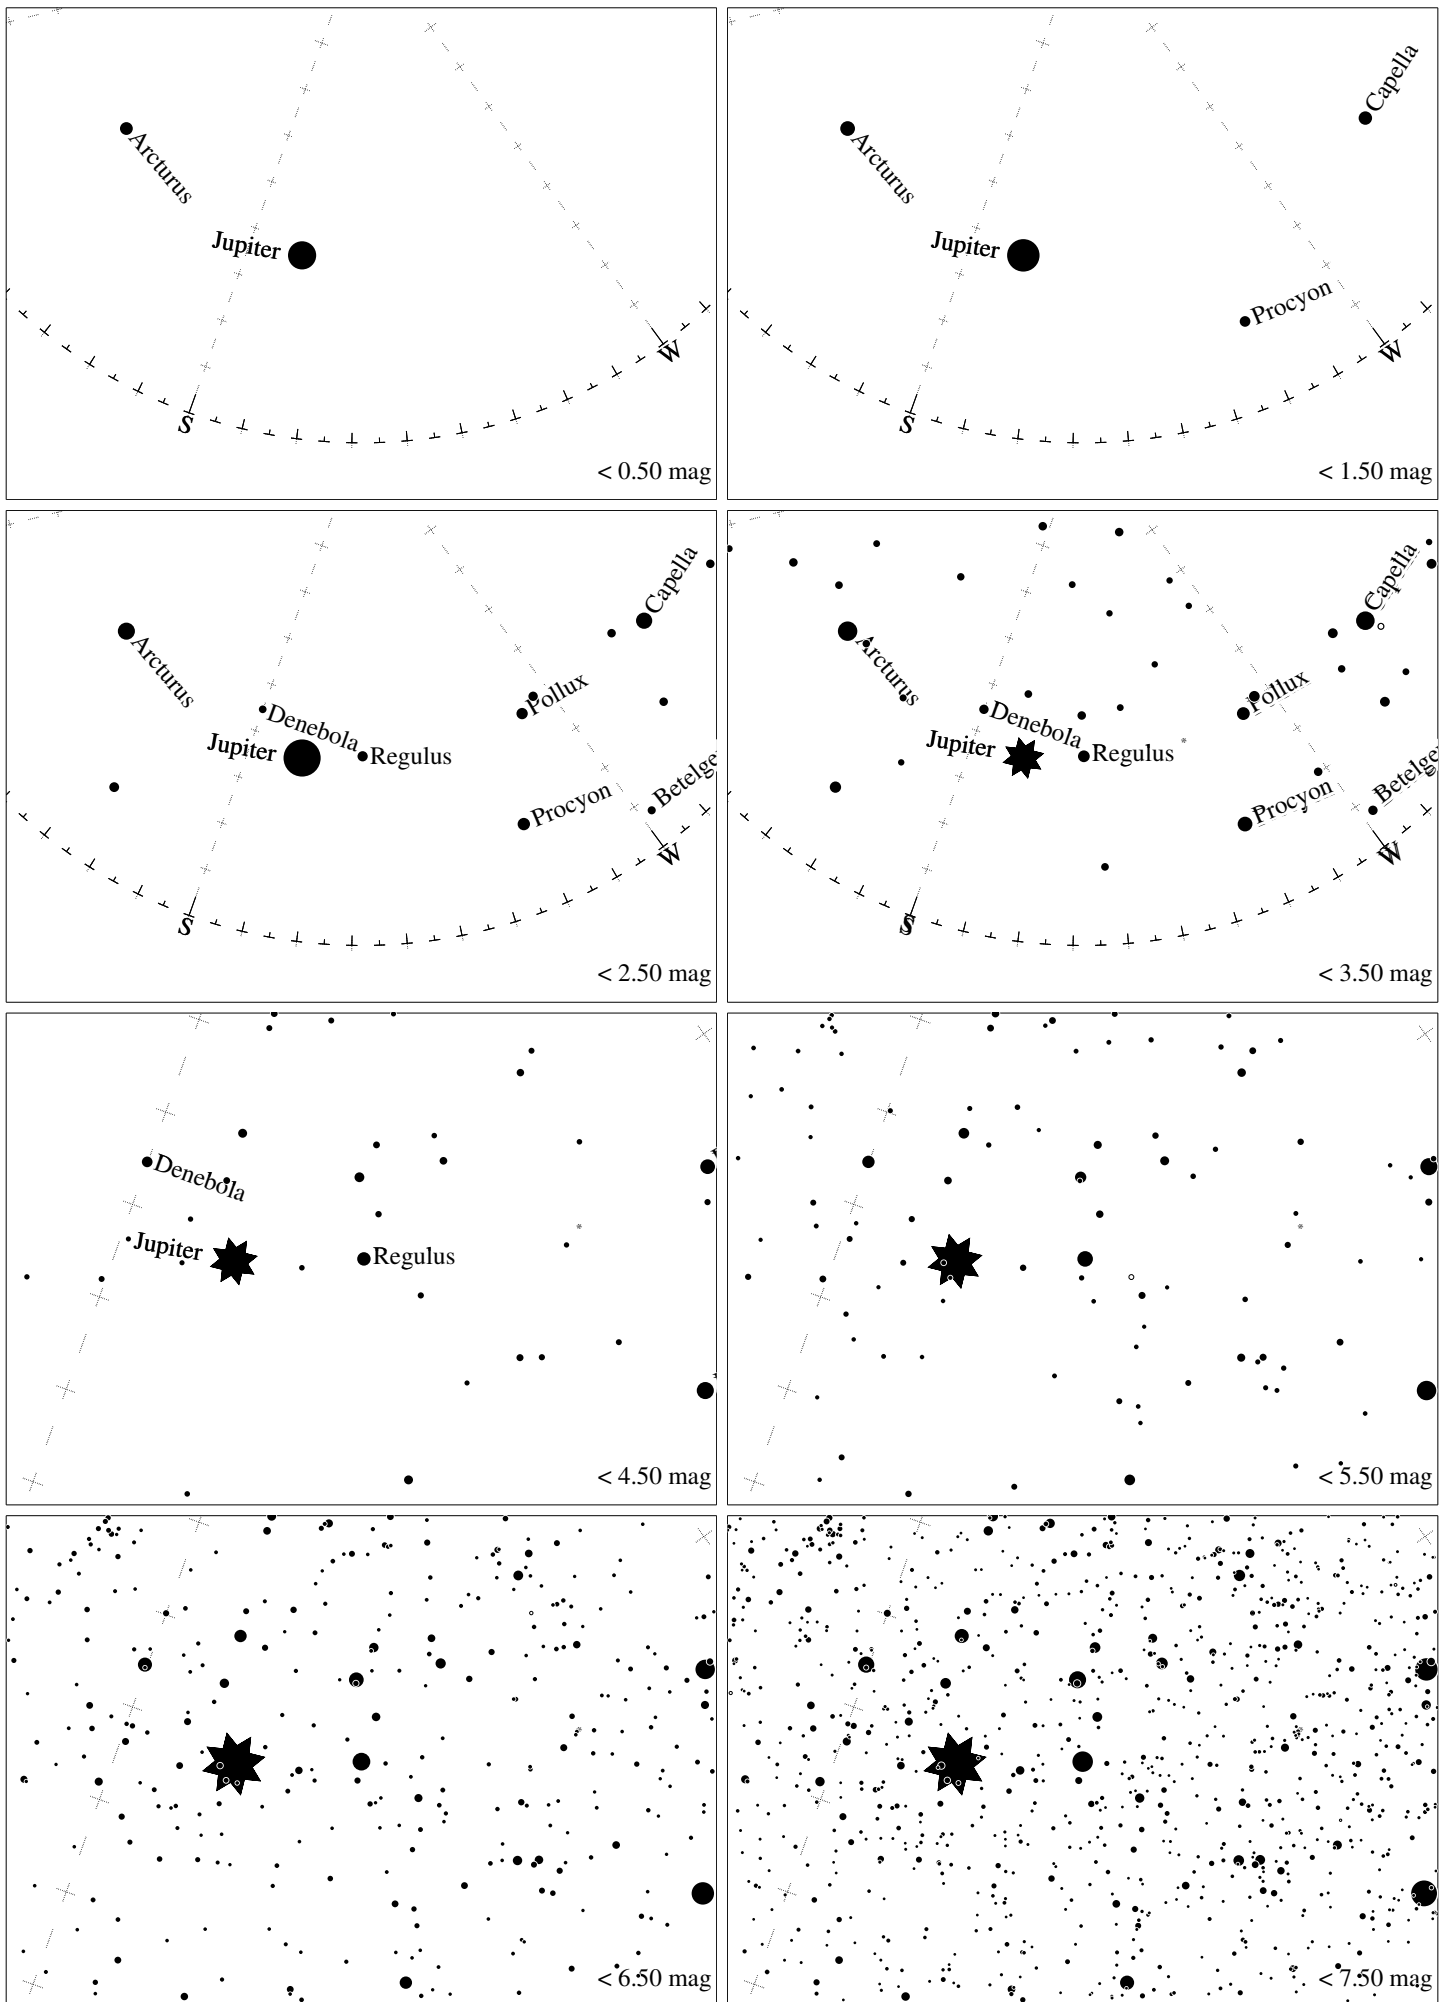 Arcturus
Jupiter
S
W
< 0.50 mag
Capella
Arcturus
Jupiter
Procyon
S
W
< 1.50 mag
Capella
Arcturus
Pollux
Denebola
Jupiter
Regulus
Betelge
Procyon
S
W
< 2.50 mag
Capella
Arcturus
Pollux
Denebola
Jupiter
Regulus
Betelge
Procyon
S
W
< 3.50 mag
Denebola
Jupiter
Regulus
< 4.50 mag
< 5.50 mag
< 6.50 mag
< 7.50 mag